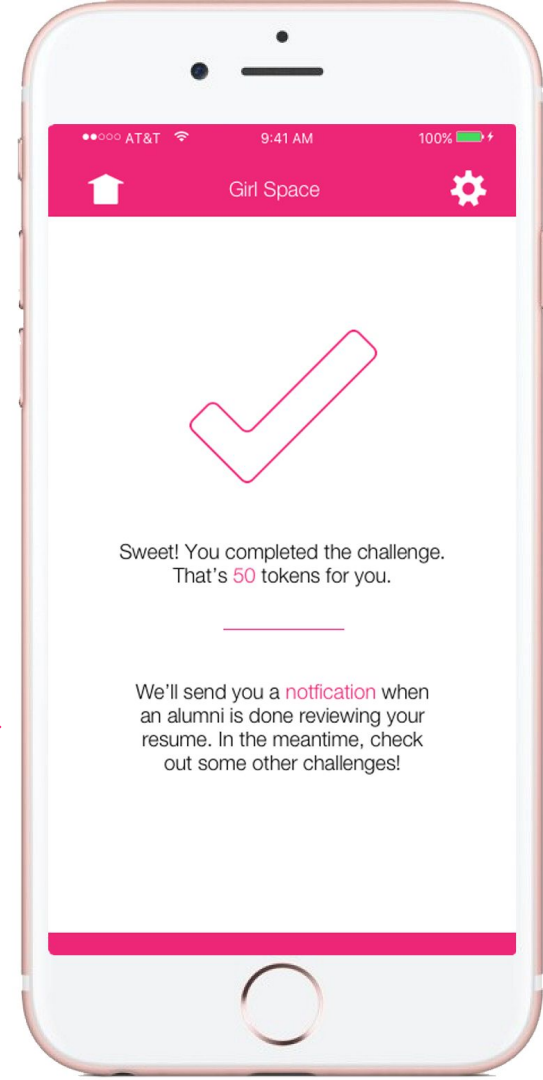 AT&T 9:41 AM 100%
Girl Space
Sweet! You completed the challenge.
That's 50 tokens for you.
We'll send you a notfication when
an alumni is done reviewing your
resume. In the meantime, check
out some other challenges!